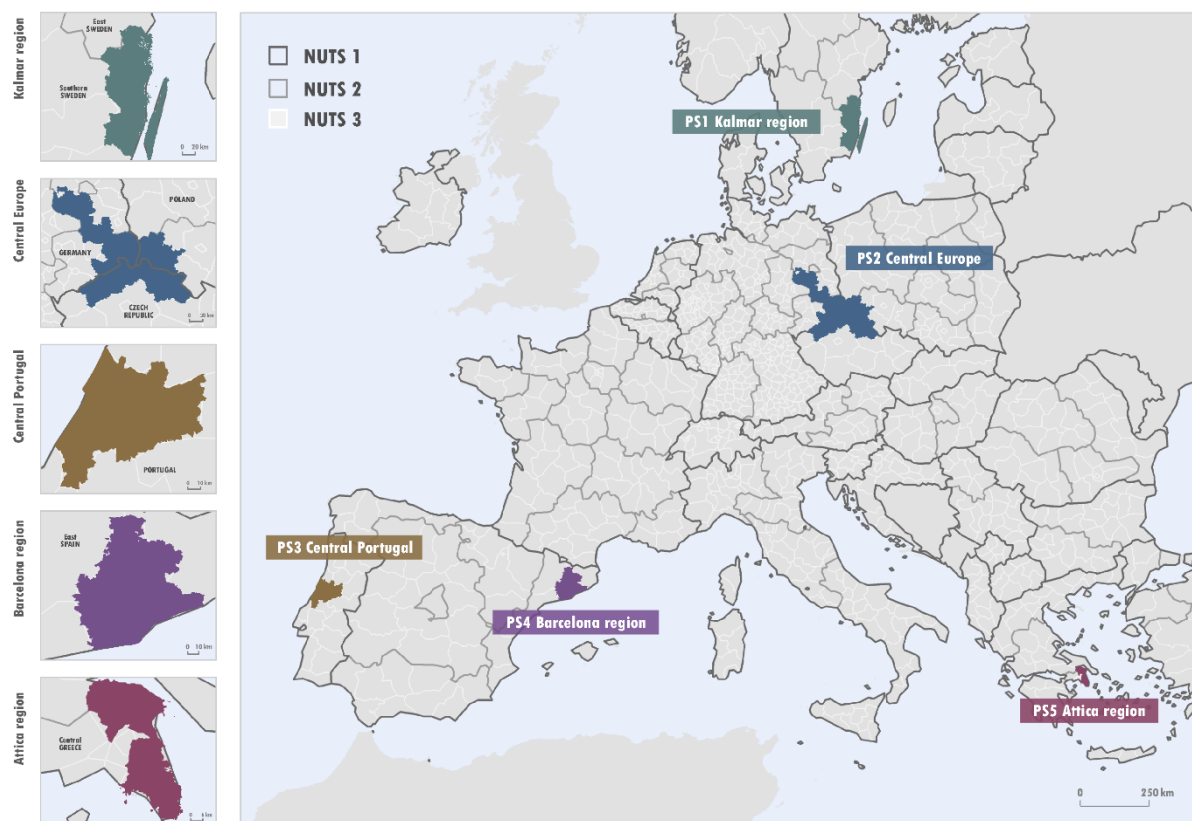 Kalmar region
East
SWEDEN
Southern
SWEDEN
0 20 km
Central Europe
POLAND
GERMANY
CZECH
REPUBLIC
0 20 km
Central Portugal
PORTUGAL
0 10 km
Barcelona region
East
SPAIN
0 10 km
Attica region
Central
GREECE
0 6 km
NUTS 1
NUTS 2
NUTS 3
PS1 Kalmar region
PS2 Central Europe
PS3 Central Portugal
PS4 Barcelona region
PS5 Attica region
0 250 km